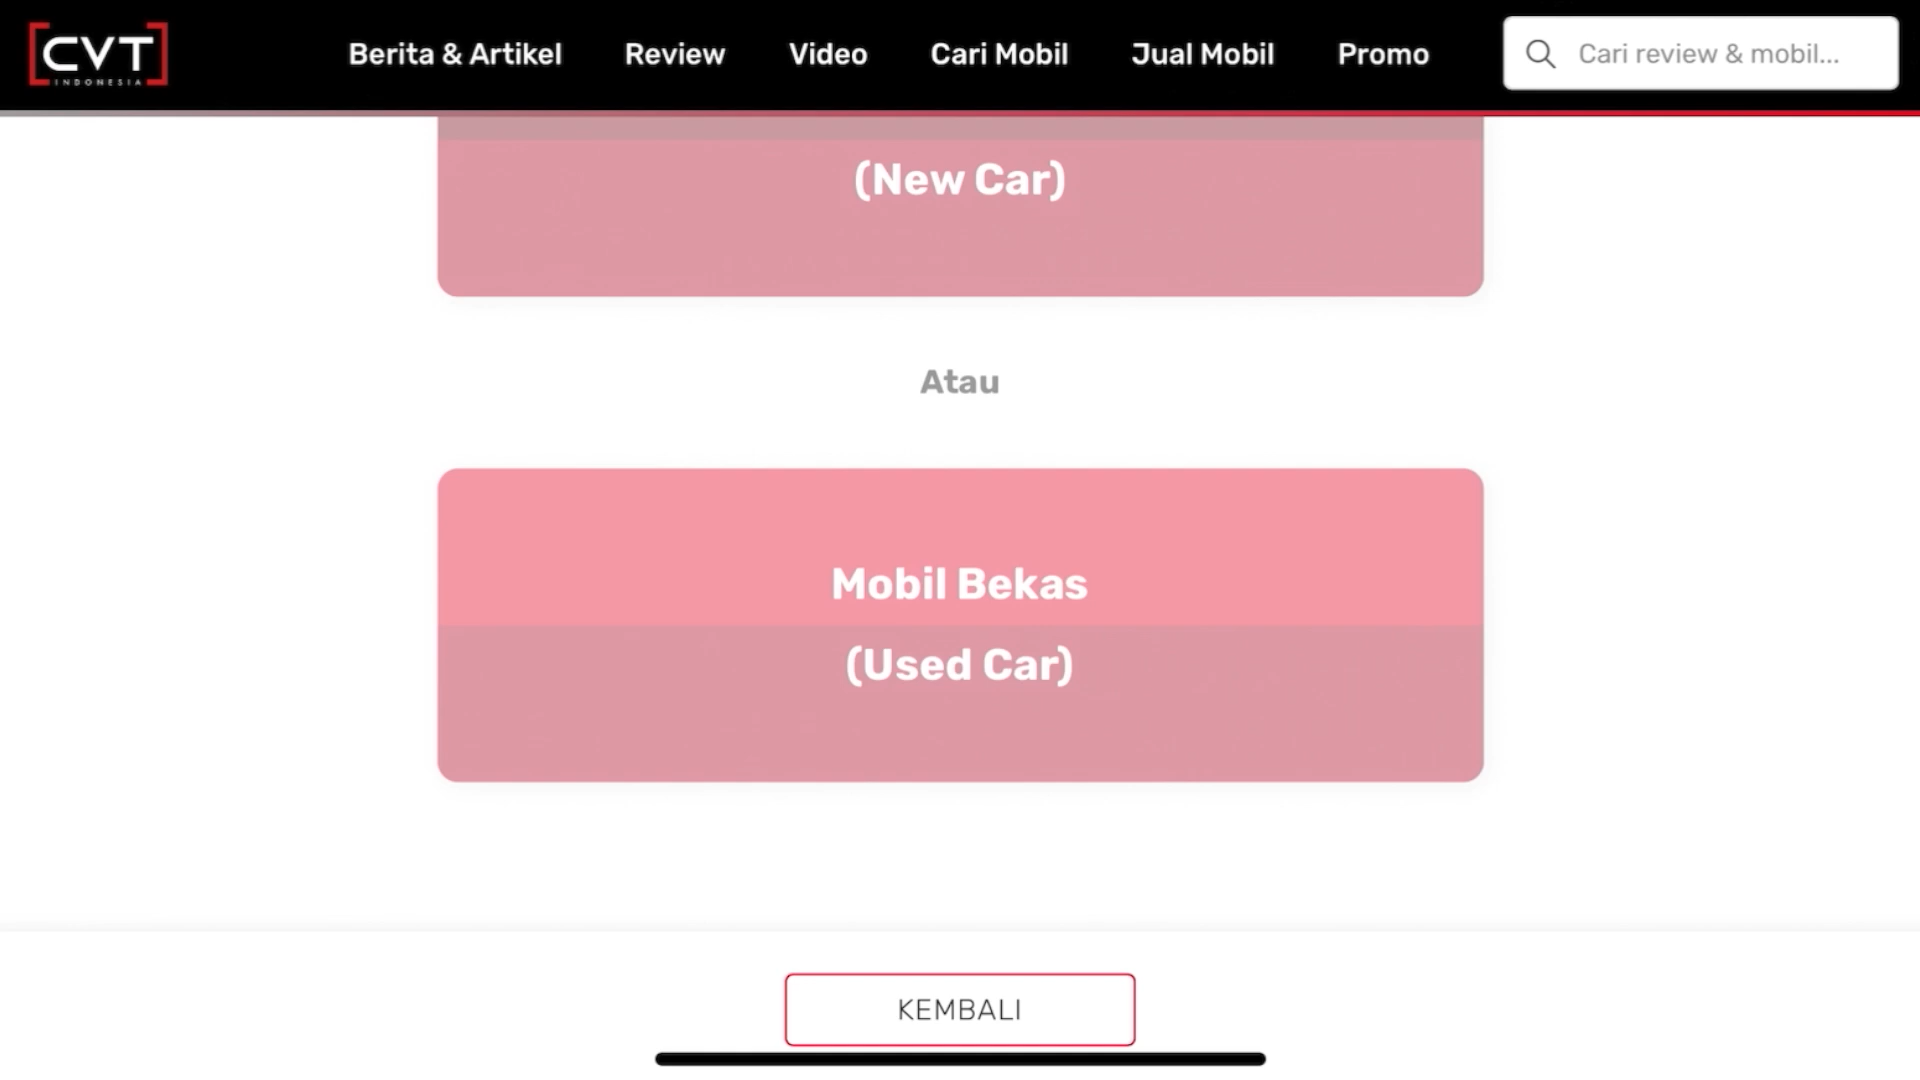 CVT
INDONESIA
Berita & Artikel
Review
Video
Cari Mobil
Jual Mobil
Promo
Cari review & mobil...
(New Car)
Atau
Mobil Bekas
(Used Car)
KEMBALI